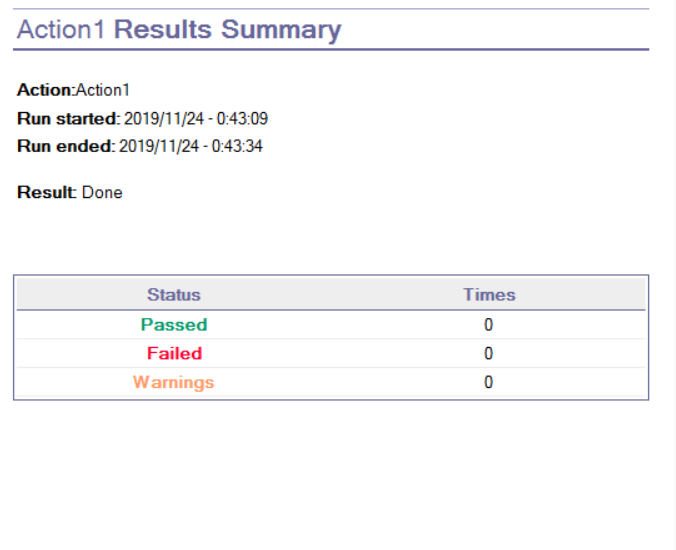 Action1 Results Summary
Action:Action1
Run started: 2019/11/24 - 0:43:09
Run ended: 2019/11/24 - 0:43:34
Result: Done
Status Times
Passed 0
Failed 0
Warnings 0